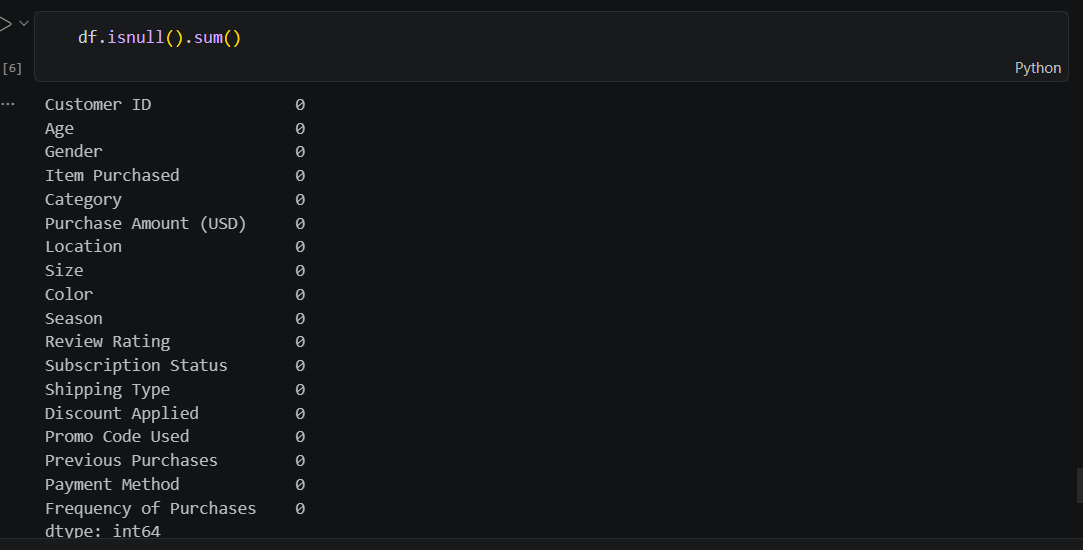 df.isnull().sum()
[6]
Python
...
Customer ID 0
Age 0
Gender 0
Item Purchased 0
Category 0
Purchase Amount (USD) 0
Location 0
Size 0
Color 0
Season 0
Review Rating 0
Subscription Status 0
Shipping Type 0
Discount Applied 0
Promo Code Used 0
Previous Purchases 0
Payment Method 0
Frequency of Purchases 0
dtype: int64